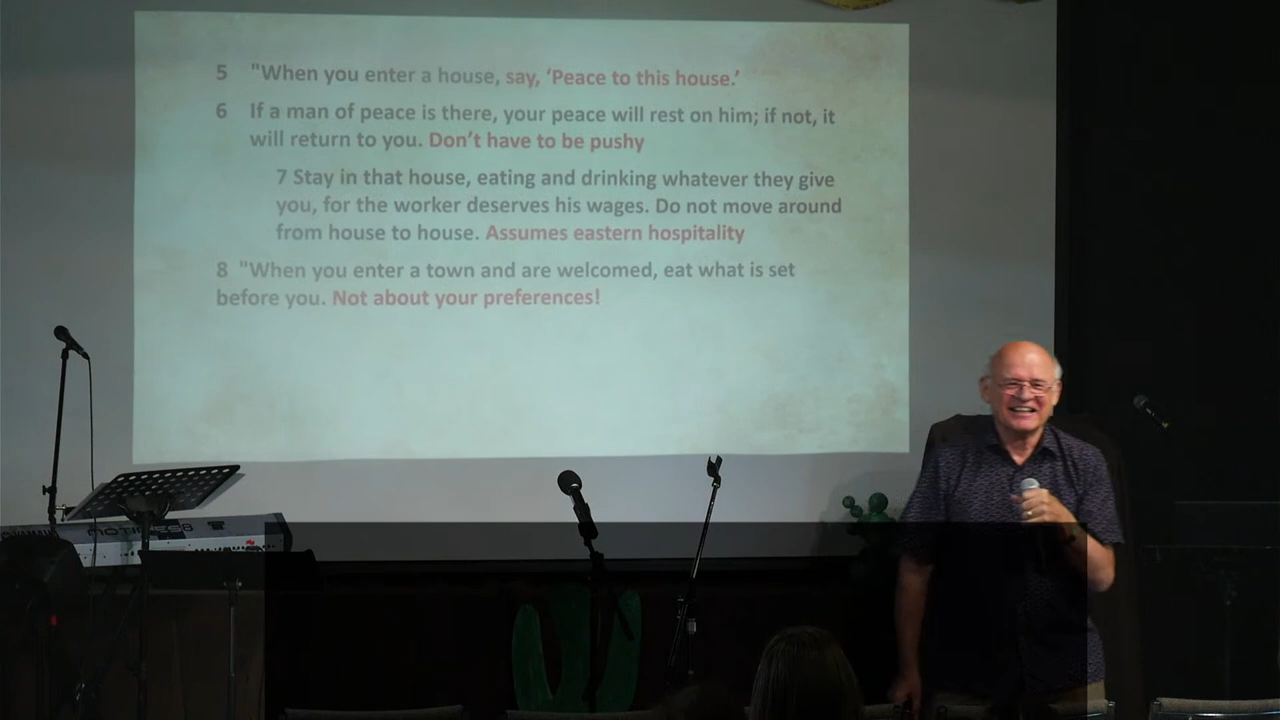 5 "When you enter a house, say, ‘Peace to this house.’
6 If a man of peace is there, your peace will rest on him; if not, it
will return to you. Don’t have to be pushy
7 Stay in that house, eating and drinking whatever they give
you, for the worker deserves his wages. Do not move around
from house to house. Assumes eastern hospitality
8 "When you enter a town and are welcomed, eat what is set
before you. Not about your preferences!